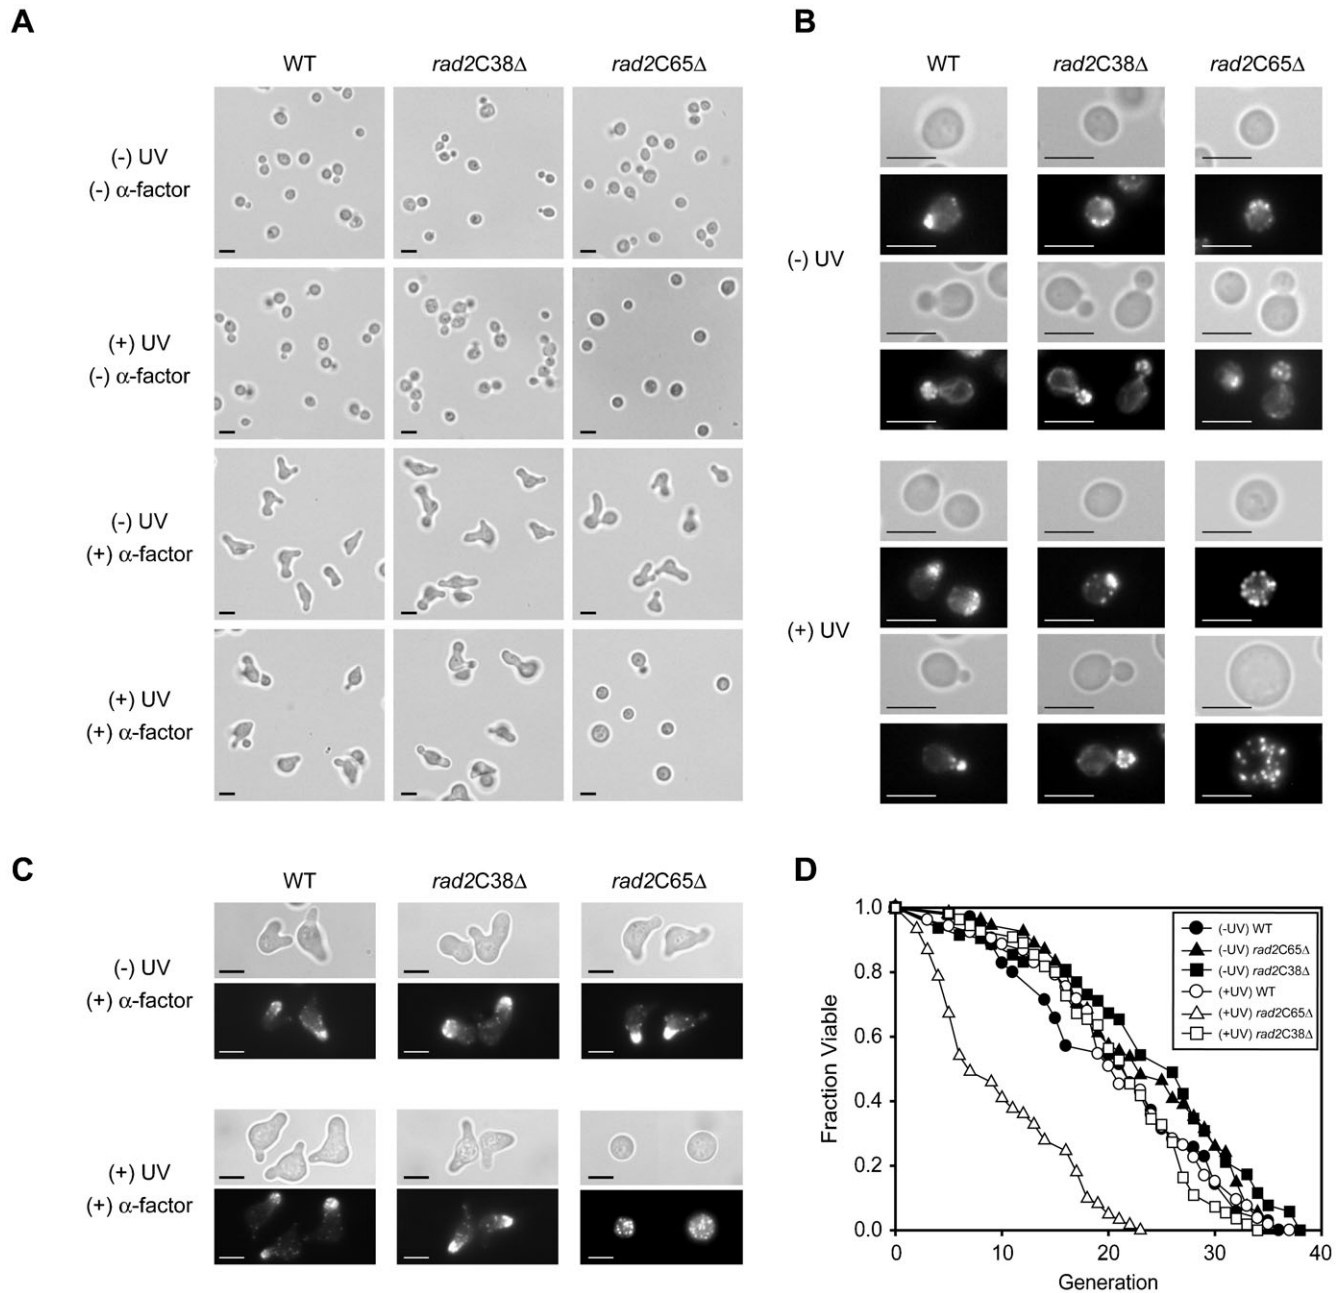 A
WT rad2C38Δ rad2C65Δ
(-) UV
(-) α-factor
(+) UV
(-) α-factor
(-) UV
(+) α-factor
(+) UV
(+) α-factor
B
WT rad2C38Δ rad2C65Δ
(-) UV
(+) UV
C
WT rad2C38Δ rad2C65Δ
(-) UV
(+) α-factor
(+) UV
(+) α-factor
D
Fraction Viable
1.0
0.8
0.6
0.4
0.2
0.0
0 10 20 30 40
Generation
(-UV) WT
(-UV) rad2C65Δ
(-UV) rad2C38Δ
(+UV) WT
(+UV) rad2C65Δ
(+UV) rad2C38Δ